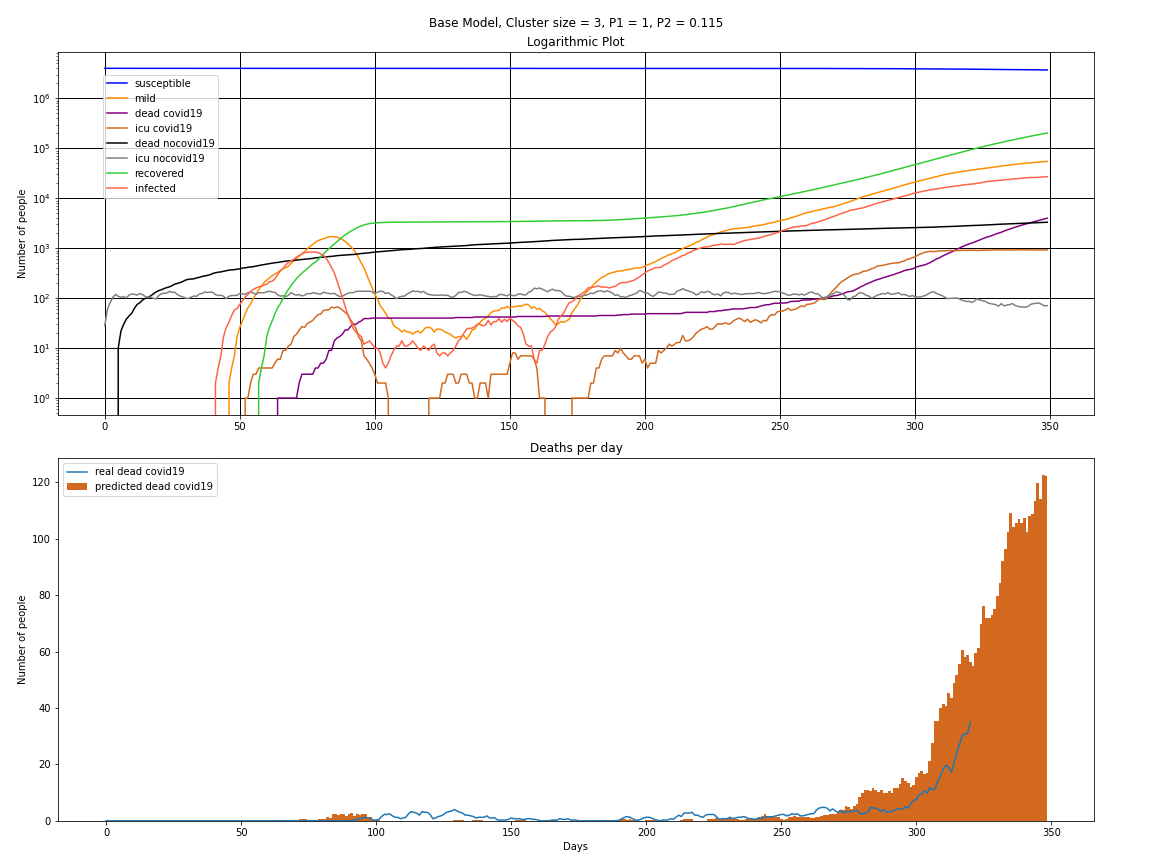 Base Model, Cluster size = 3, P1 = 1, P2 = 0.115
Logarithmic Plot
susceptible
mild
dead covid19
icu covid19
dead nocovid19
icu nocovid19
recovered
infected
Number of people
10^6
10^5
10^4
10^3
10^2
10^1
10^0
0 50 100 150 200 250 300 350
Deaths per day
real dead covid19
predicted dead covid19
Number of people
120
100
80
60
40
20
0
0 50 100 150 200 250 300 350
Days